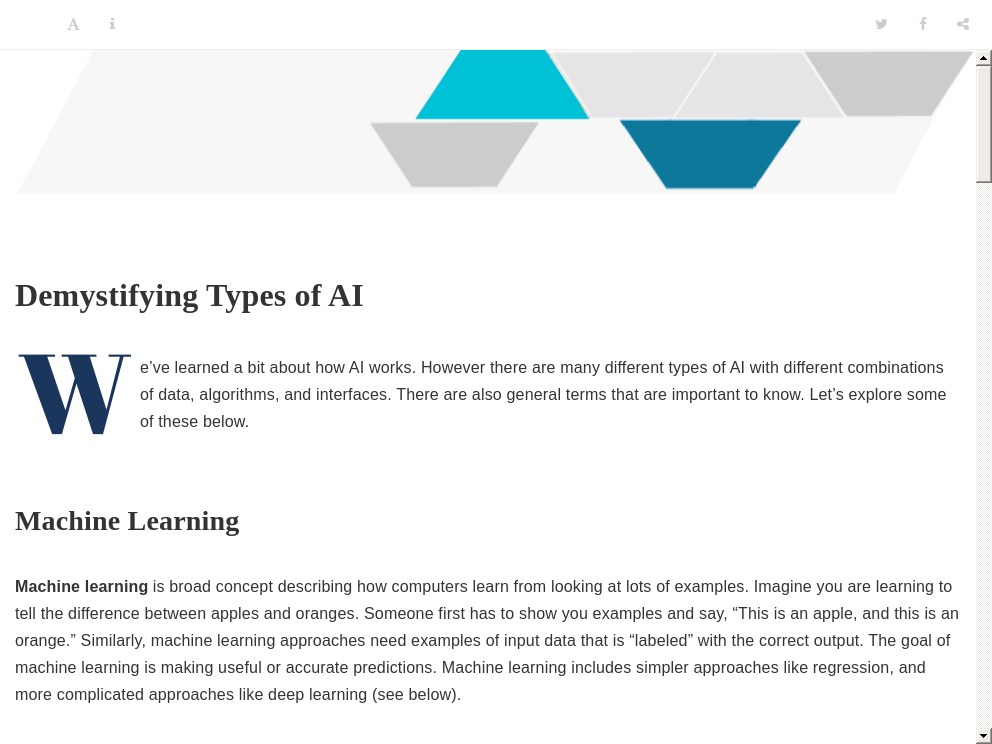 Demystifying Types of AI
We’ve learned a bit about how AI works. However there are many different types of AI with different combinations
of data, algorithms, and interfaces. There are also general terms that are important to know. Let’s explore some
of these below.
Machine Learning
Machine learning is broad concept describing how computers learn from looking at lots of examples. Imagine you are learning to
tell the difference between apples and oranges. Someone first has to show you examples and say, “This is an apple, and this is an
orange.” Similarly, machine learning approaches need examples of input data that is “labeled” with the correct output. The goal of
machine learning is making useful or accurate predictions. Machine learning includes simpler approaches like regression, and
more complicated approaches like deep learning (see below).